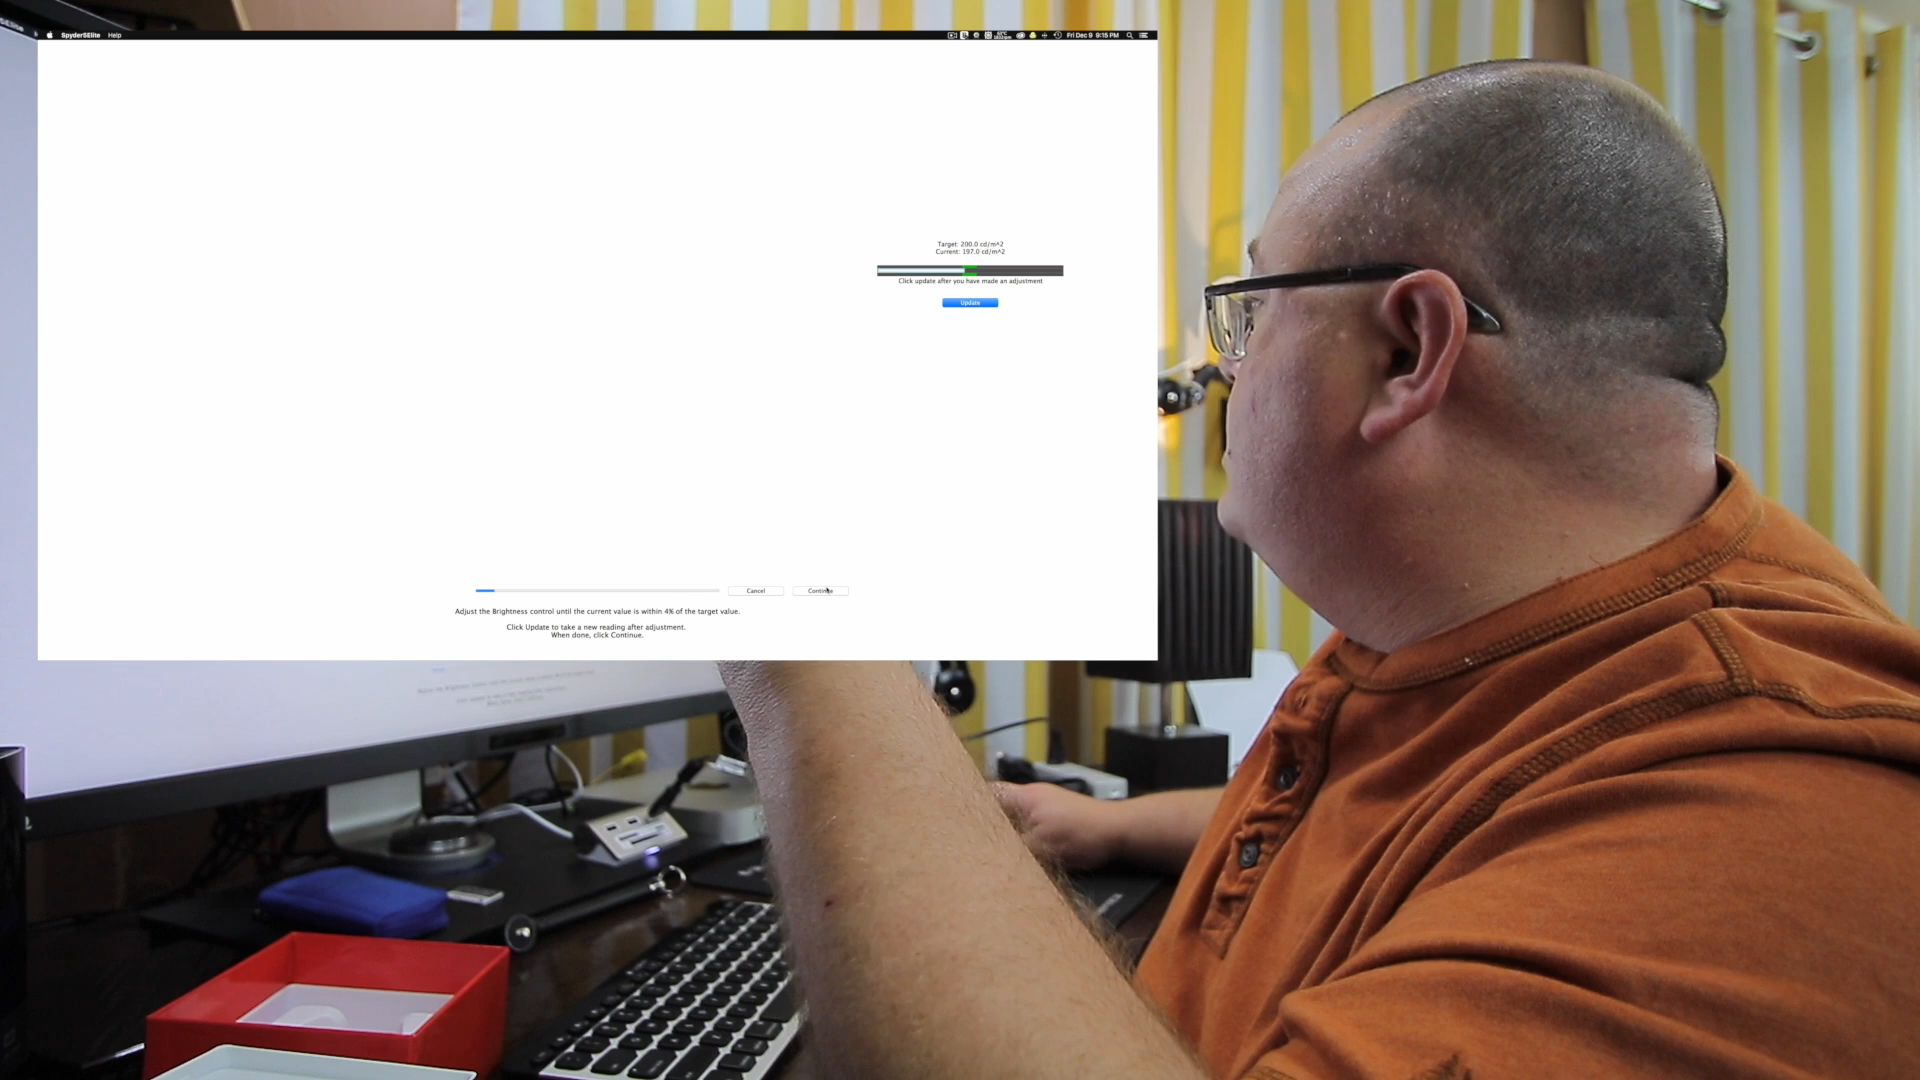 Spyder5Elite Help
Fri Dec 9 9:15 PM
Target: 200.0 cd/m^2
Current: 197.0 cd/m^2
Click update after you have made an adjustment
Update
Cancel Continue
Adjust the Brightness control until the current value is within 4% of the target value.
Click Update to take a new reading after adjustment.
When done, click Continue.